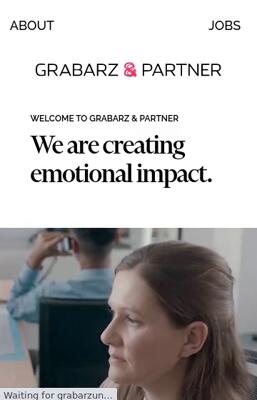 ABOUT JOBS
GRABARZ & PARTNER
WELCOME TO GRABARZ & PARTNER
We are creating
emotional impact.
Waiting for grabarzun...